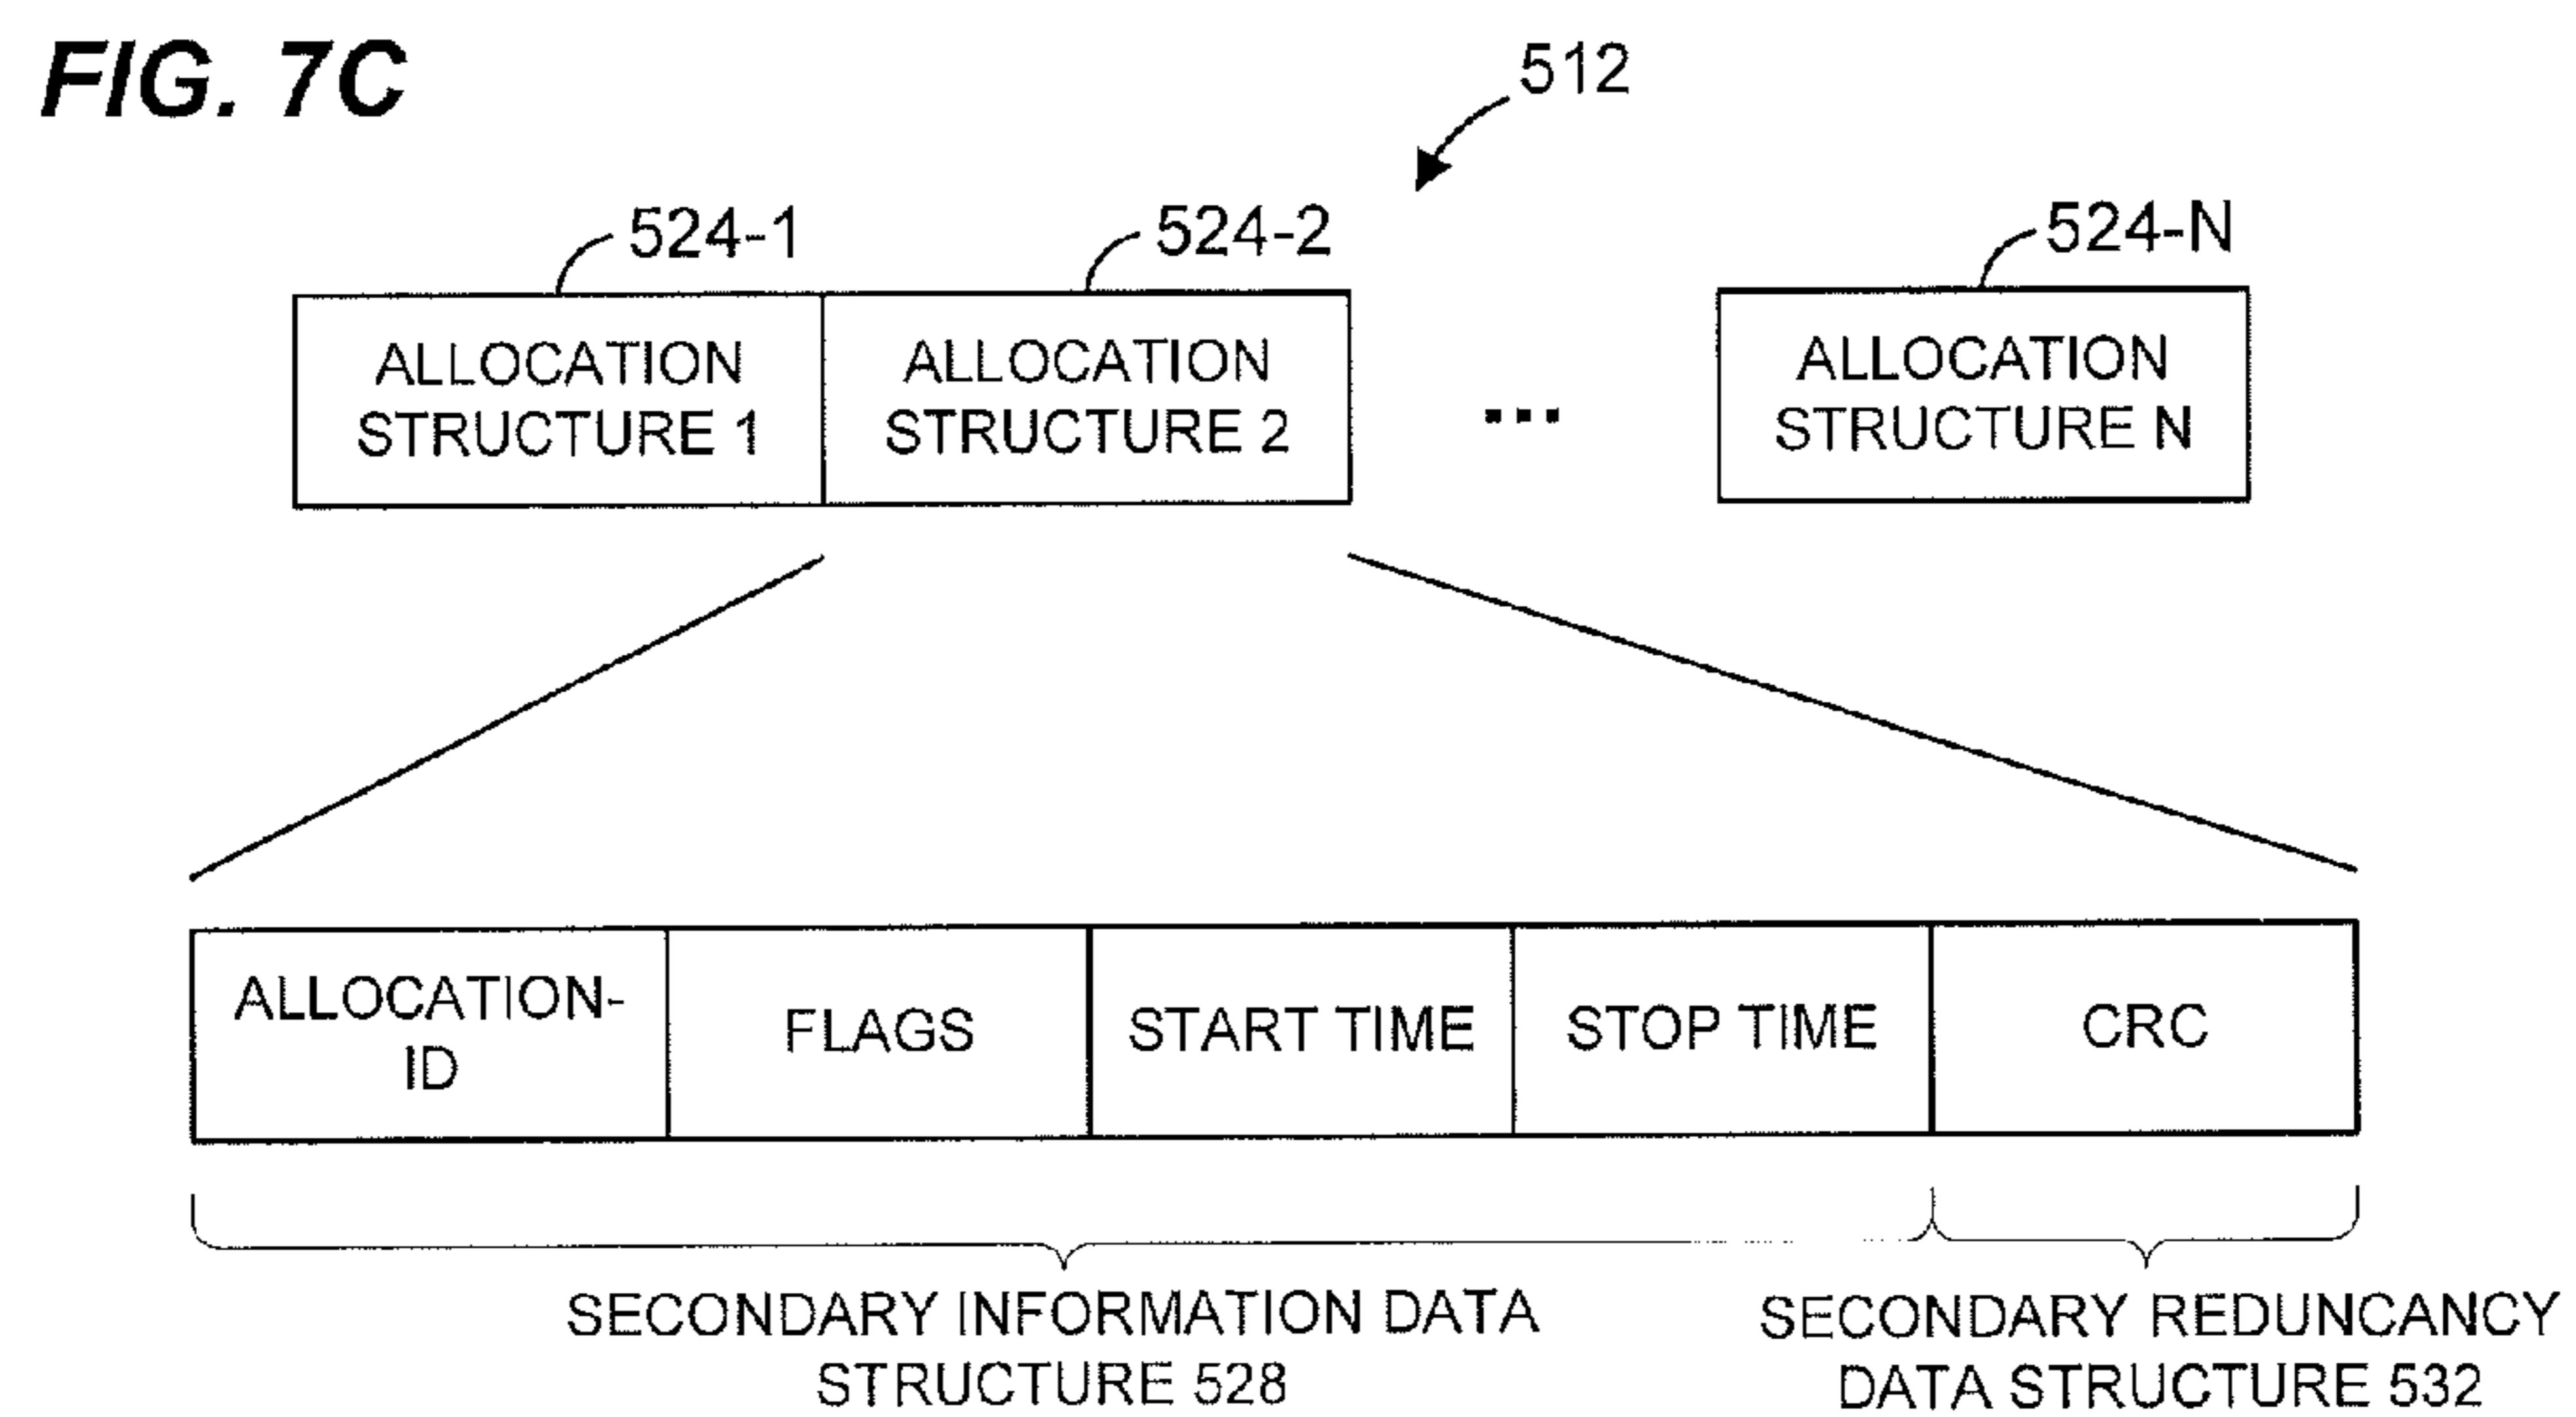 FIG. 7C
512
524-1
524-2
524-N
ALLOCATION
STRUCTURE 1
ALLOCATION
STRUCTURE 2
...
ALLOCATION
STRUCTURE N
ALLOCATION-
ID
FLAGS
START TIME
STOP TIME
CRC
SECONDARY INFORMATION DATA
STRUCTURE 528
SECONDARY REDUNCANCY
DATA STRUCTURE 532